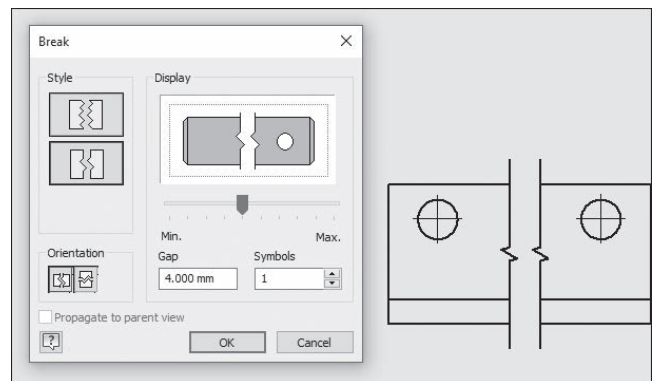 Break
Style
Display
Min.
Max.
Orientation
Gap
Symbols
4.000 mm
1
Propagate to parent view
?
OK
Cancel